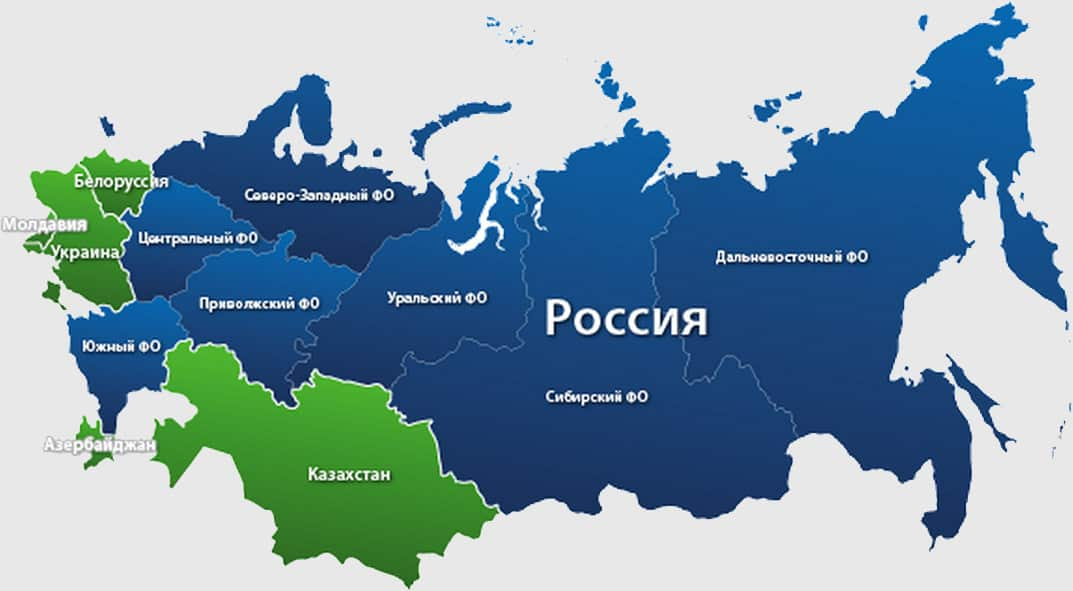 Белоруссия
Северо-Западный ФО
Молдавия
Центральный ФО
Украина
Дальневосточный ФО
Уральский ФО
Приволжский ФО
Россия
Южный ФО
Сибирский ФО
Азербайджан
Казахстан